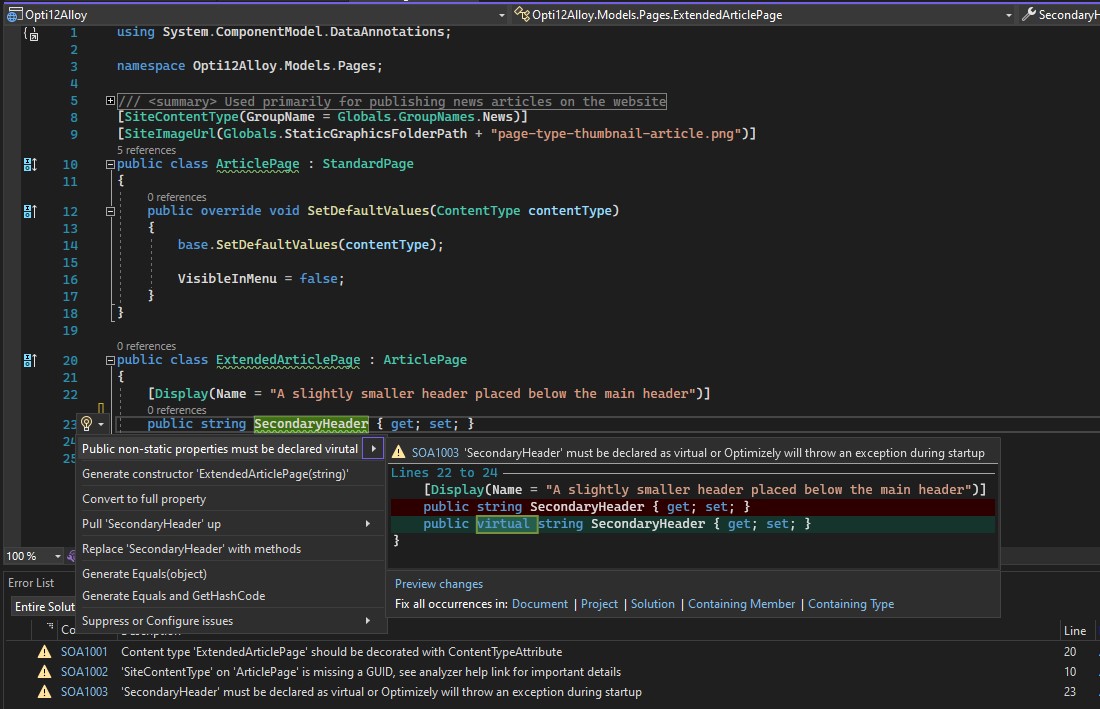 Opti12Alloy
Opti12Alloy.Models.Pages.ExtendedArticlePage
SecondaryH
1 using System.ComponentModel.DataAnnotations;
2
3 namespace Opti12Alloy.Models.Pages;
4
5 /// <summary> Used primarily for publishing news articles on the website
8 [SiteContentType(GroupName = Globals.GroupNames.News)]
9 [SiteImageUrl(Globals.StaticGraphicsFolderPath + "page-type-thumbnail-article.png")]
5 references
10 public class ArticlePage : StandardPage
11 {
0 references
12 public override void SetDefaultValues(ContentType contentType)
13 {
14 base.SetDefaultValues(contentType);
15
16 VisibleInMenu = false;
17 }
18 }
19
0 references
20 public class ExtendedArticlePage : ArticlePage
21 {
22 [Display(Name = "A slightly smaller header placed below the main header")]
0 references
23 public string SecondaryHeader { get; set; }
24
25
Public non-static properties must be declared virutal
Generate constructor 'ExtendedArticlePage(string)'
Convert to full property
Pull 'SecondaryHeader' up
Replace 'SecondaryHeader' with methods
Generate Equals(object)
Generate Equals and GetHashCode
Suppress or Configure issues
SOA1003 'SecondaryHeader' must be declared as virtual or Optimizely will throw an exception during startup
Lines 22 to 24
[Display(Name = "A slightly smaller header placed below the main header")]
public string SecondaryHeader { get; set; }
public virtual string SecondaryHeader { get; set; }
}
Preview changes
Fix all occurrences in: Document | Project | Solution | Containing Member | Containing Type
100 %
Error List
Entire Solut
Co
Description
Line
SOA1001 Content type 'ExtendedArticlePage' should be decorated with ContentTypeAttribute 20
SOA1002 'SiteContentType' on 'ArticlePage' is missing a GUID, see analyzer help link for important details 10
SOA1003 'SecondaryHeader' must be declared as virtual or Optimizely will throw an exception during startup 23